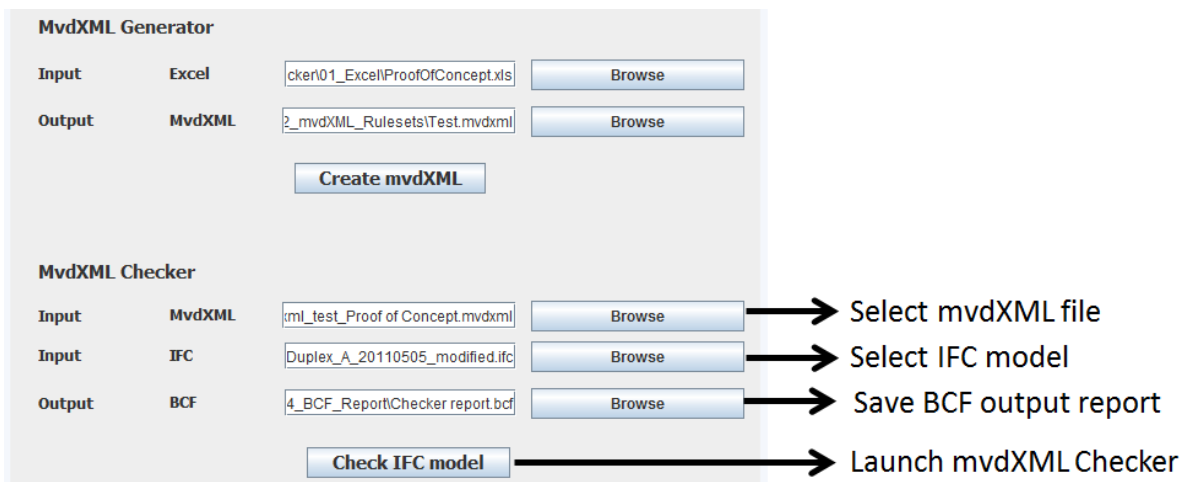 MvdXML Generator
Input Excel cker\01_Excel\ProofOfConcept.xls Browse
Output MvdXML 2_mvdXML_Rulesets\Test.mvdxml Browse
Create mvdXML
MvdXML Checker
Input MvdXML xml_test_Proof of Concept.mvdxml Browse Select mvdXML file
Input IFC Duplex_A_20110505_modified.ifc Browse Select IFC model
Output BCF 4_BCF_Report\Checker report.bcf Browse Save BCF output report
Check IFC model Launch mvdXML Checker